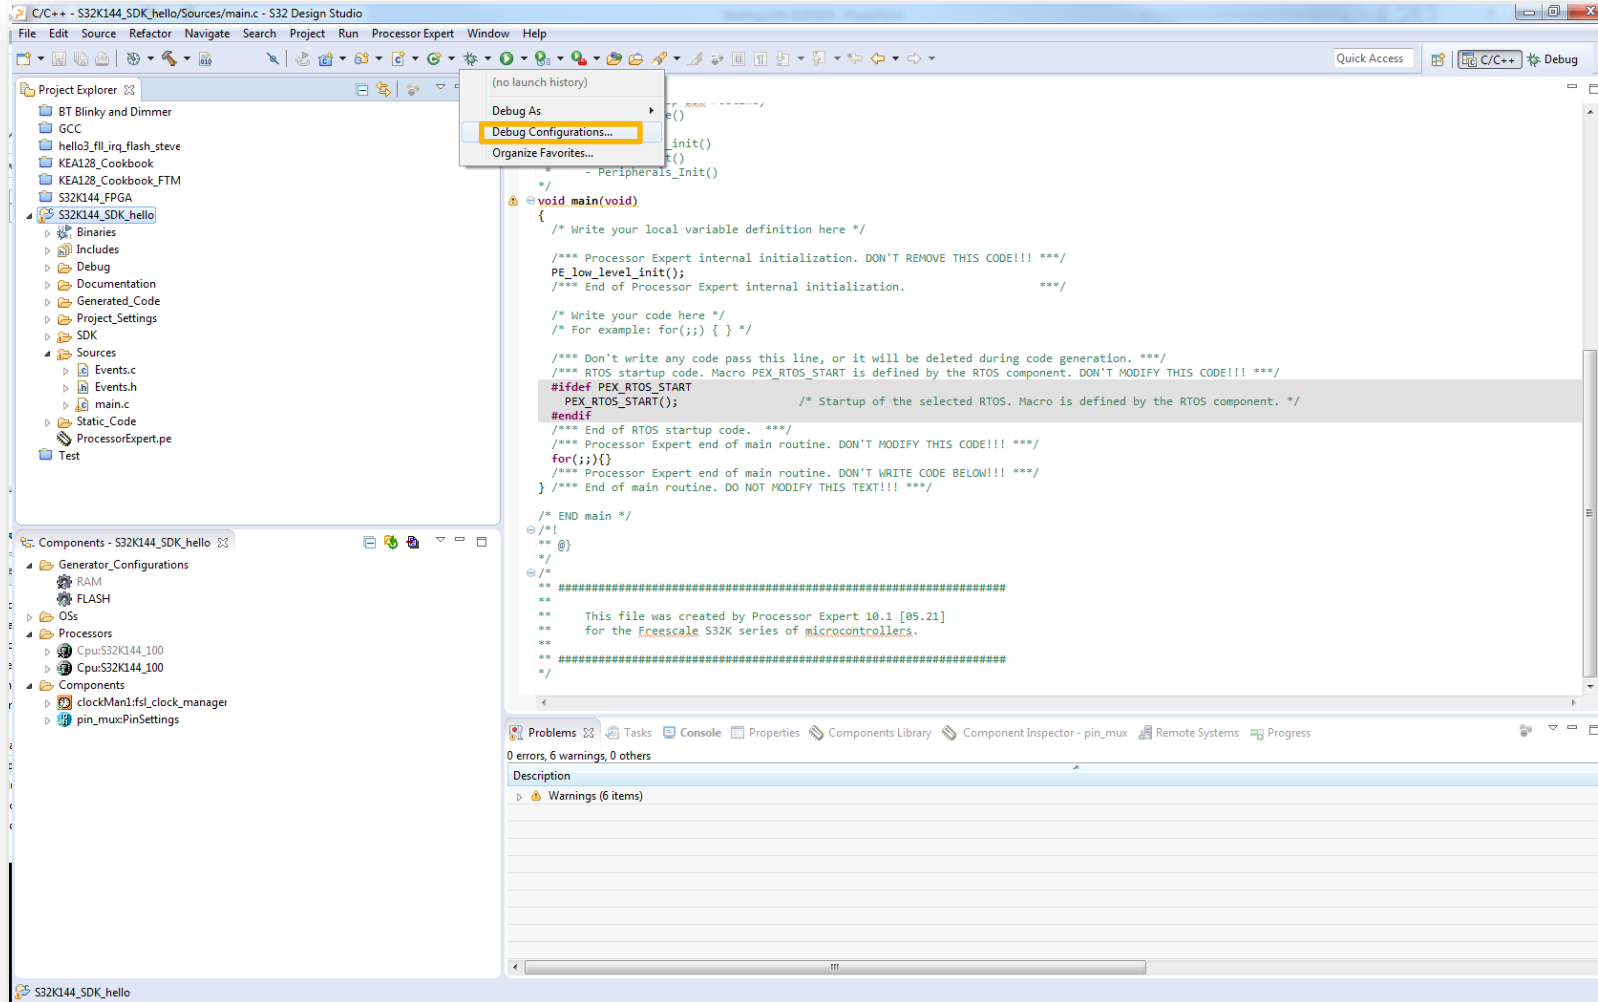 C/C++ - S32K144_SDK_hello/Sources/main.c - S32 Design Studio
File Edit Source Refactor Navigate Search Project Run Processor Expert Window Help
Quick Access
C/C++
Debug
Project Explorer
BT Blinky and Dimmer
GCC
hello3_fll_irq_flash_steve
KEA128_Cookbook
KEA128_Cookbook_FTM
S32K144_FPGA
S32K144_SDK_hello
Binaries
Includes
Debug
Documentation
Generated_Code
Project_Settings
SDK
Sources
Events.c
Events.h
main.c
Static_Code
ProcessorExpert.pe
Test
(no launch history)
Debug As
Debug Configurations...
Organize Favorites...
e()
_init()
t()
* - Peripherals_Init()
*/
void main(void)
{
/* Write your local variable definition here */
/*** Processor Expert internal initialization. DON'T REMOVE THIS CODE!!! ***/
PE_low_level_init();
/*** End of Processor Expert internal initialization. ***/
/* Write your code here */
/* For example: for(;;) { } */
/*** Don't write any code pass this line, or it will be deleted during code generation. ***/
/*** RTOS startup code. Macro PEX_RTOS_START is defined by the RTOS component. DON'T MODIFY THIS CODE!!! ***/
#ifdef PEX_RTOS_START
PEX_RTOS_START(); /* Startup of the selected RTOS. Macro is defined by the RTOS component. */
#endif
/*** End of RTOS startup code. ***/
/*** Processor Expert end of main routine. DON'T MODIFY THIS CODE!!! ***/
for(;;){}
/*** Processor Expert end of main routine. DON'T WRITE CODE BELOW!!! ***/
} /*** End of main routine. DO NOT MODIFY THIS TEXT!!! ***/
/* END main */
/*!
** @}
*/
/*
** ###################################################################
**
** This file was created by Processor Expert 10.1 [05.21]
** for the Freescale S32K series of microcontrollers.
**
** ###################################################################
*/
Components - S32K144_SDK_hello
Generator_Configurations
RAM
FLASH
OSs
Processors
Cpu:S32K144_100
Cpu:S32K144_100
Components
clockMan1:fsl_clock_manager
pin_mux:PinSettings
Problems Tasks Console Properties Components Library Component Inspector - pin_mux Remote Systems Progress
0 errors, 6 warnings, 0 others
Description
Warnings (6 items)
S32K144_SDK_hello